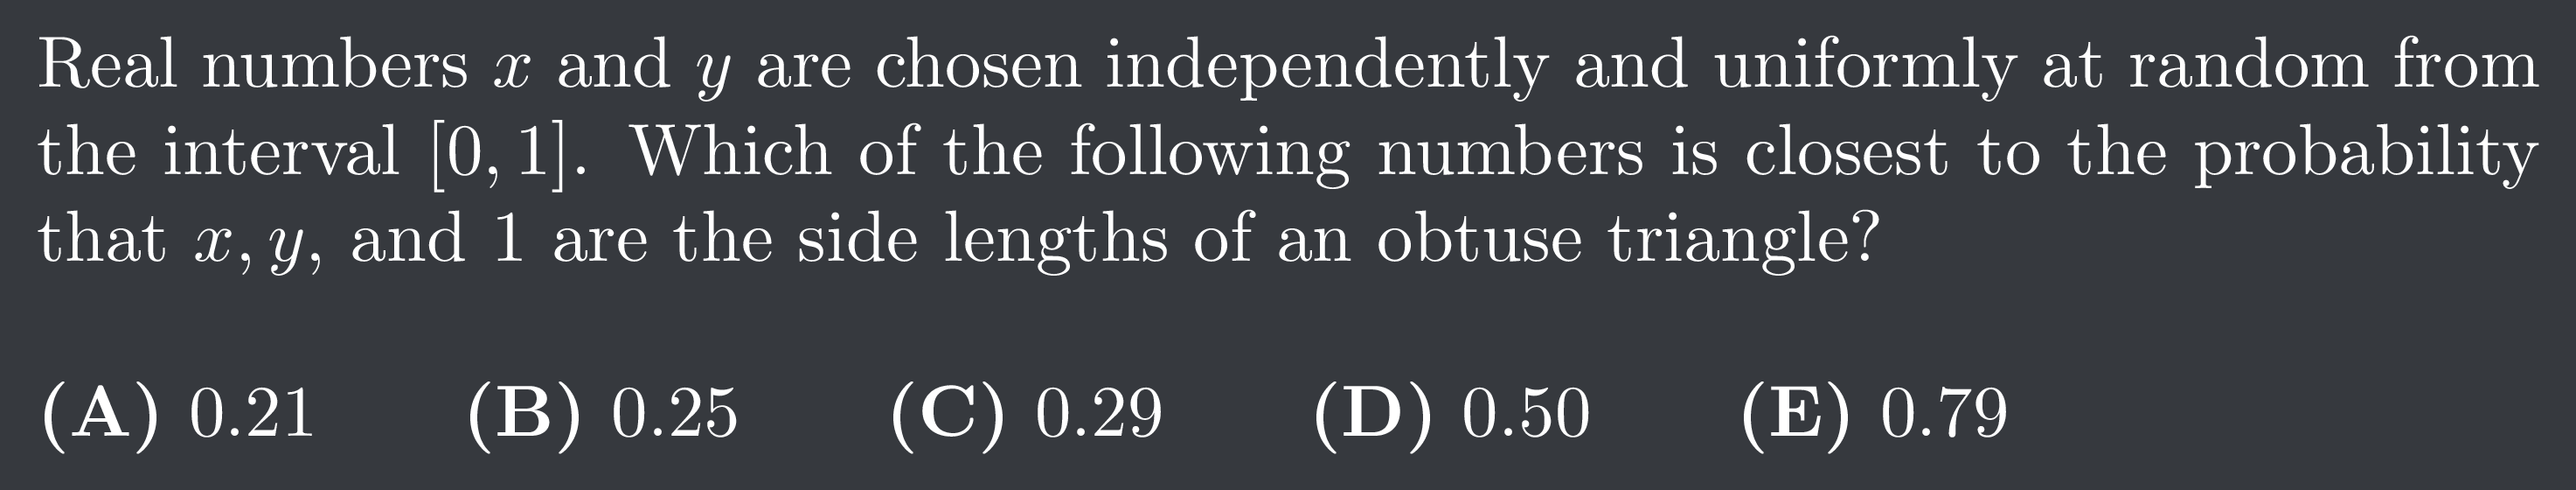 Real numbers x and y are chosen independently and uniformly at random from
the interval [0, 1]. Which of the following numbers is closest to the probability
that x, y, and 1 are the side lengths of an obtuse triangle?
(A) 0.21 (B) 0.25 (C) 0.29 (D) 0.50 (E) 0.79